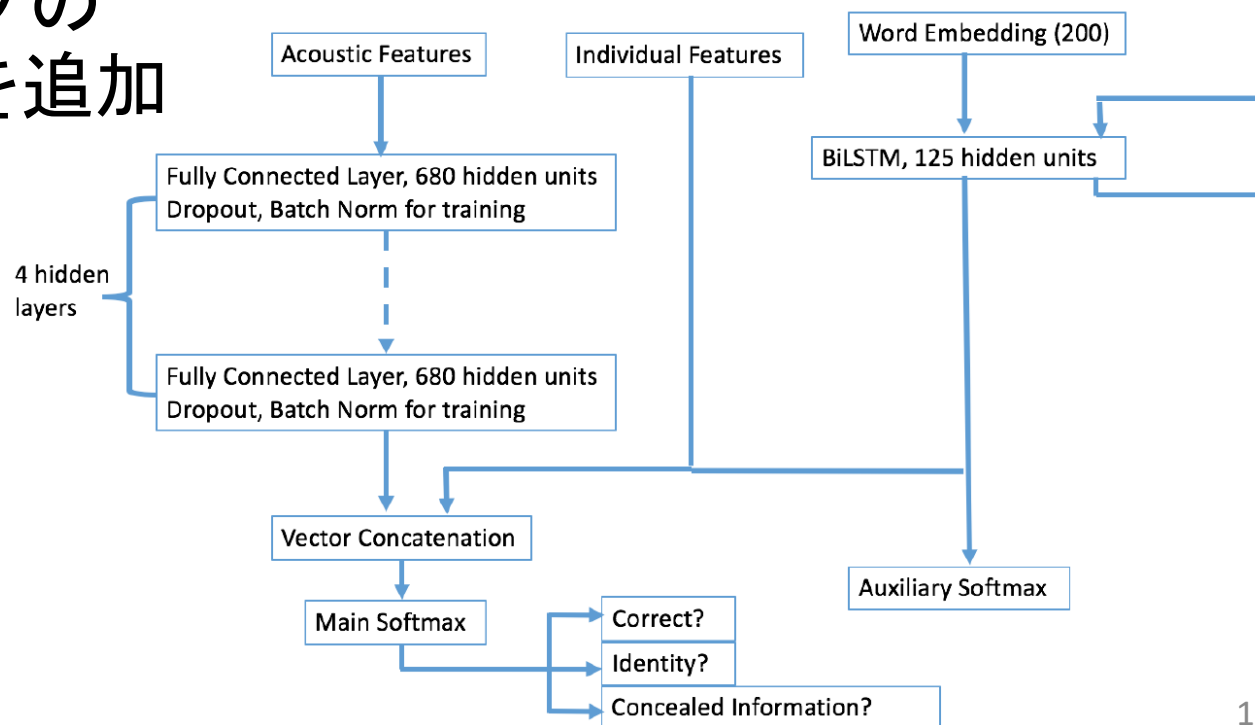 の
を追加
Acoustic Features
Individual Features
Word Embedding (200)
BiLSTM, 125 hidden units
Fully Connected Layer, 680 hidden units
Dropout, Batch Norm for training
4 hidden
layers
Fully Connected Layer, 680 hidden units
Dropout, Batch Norm for training
Vector Concatenation
Auxiliary Softmax
Main Softmax
Correct?
Identity?
Concealed Information?
1